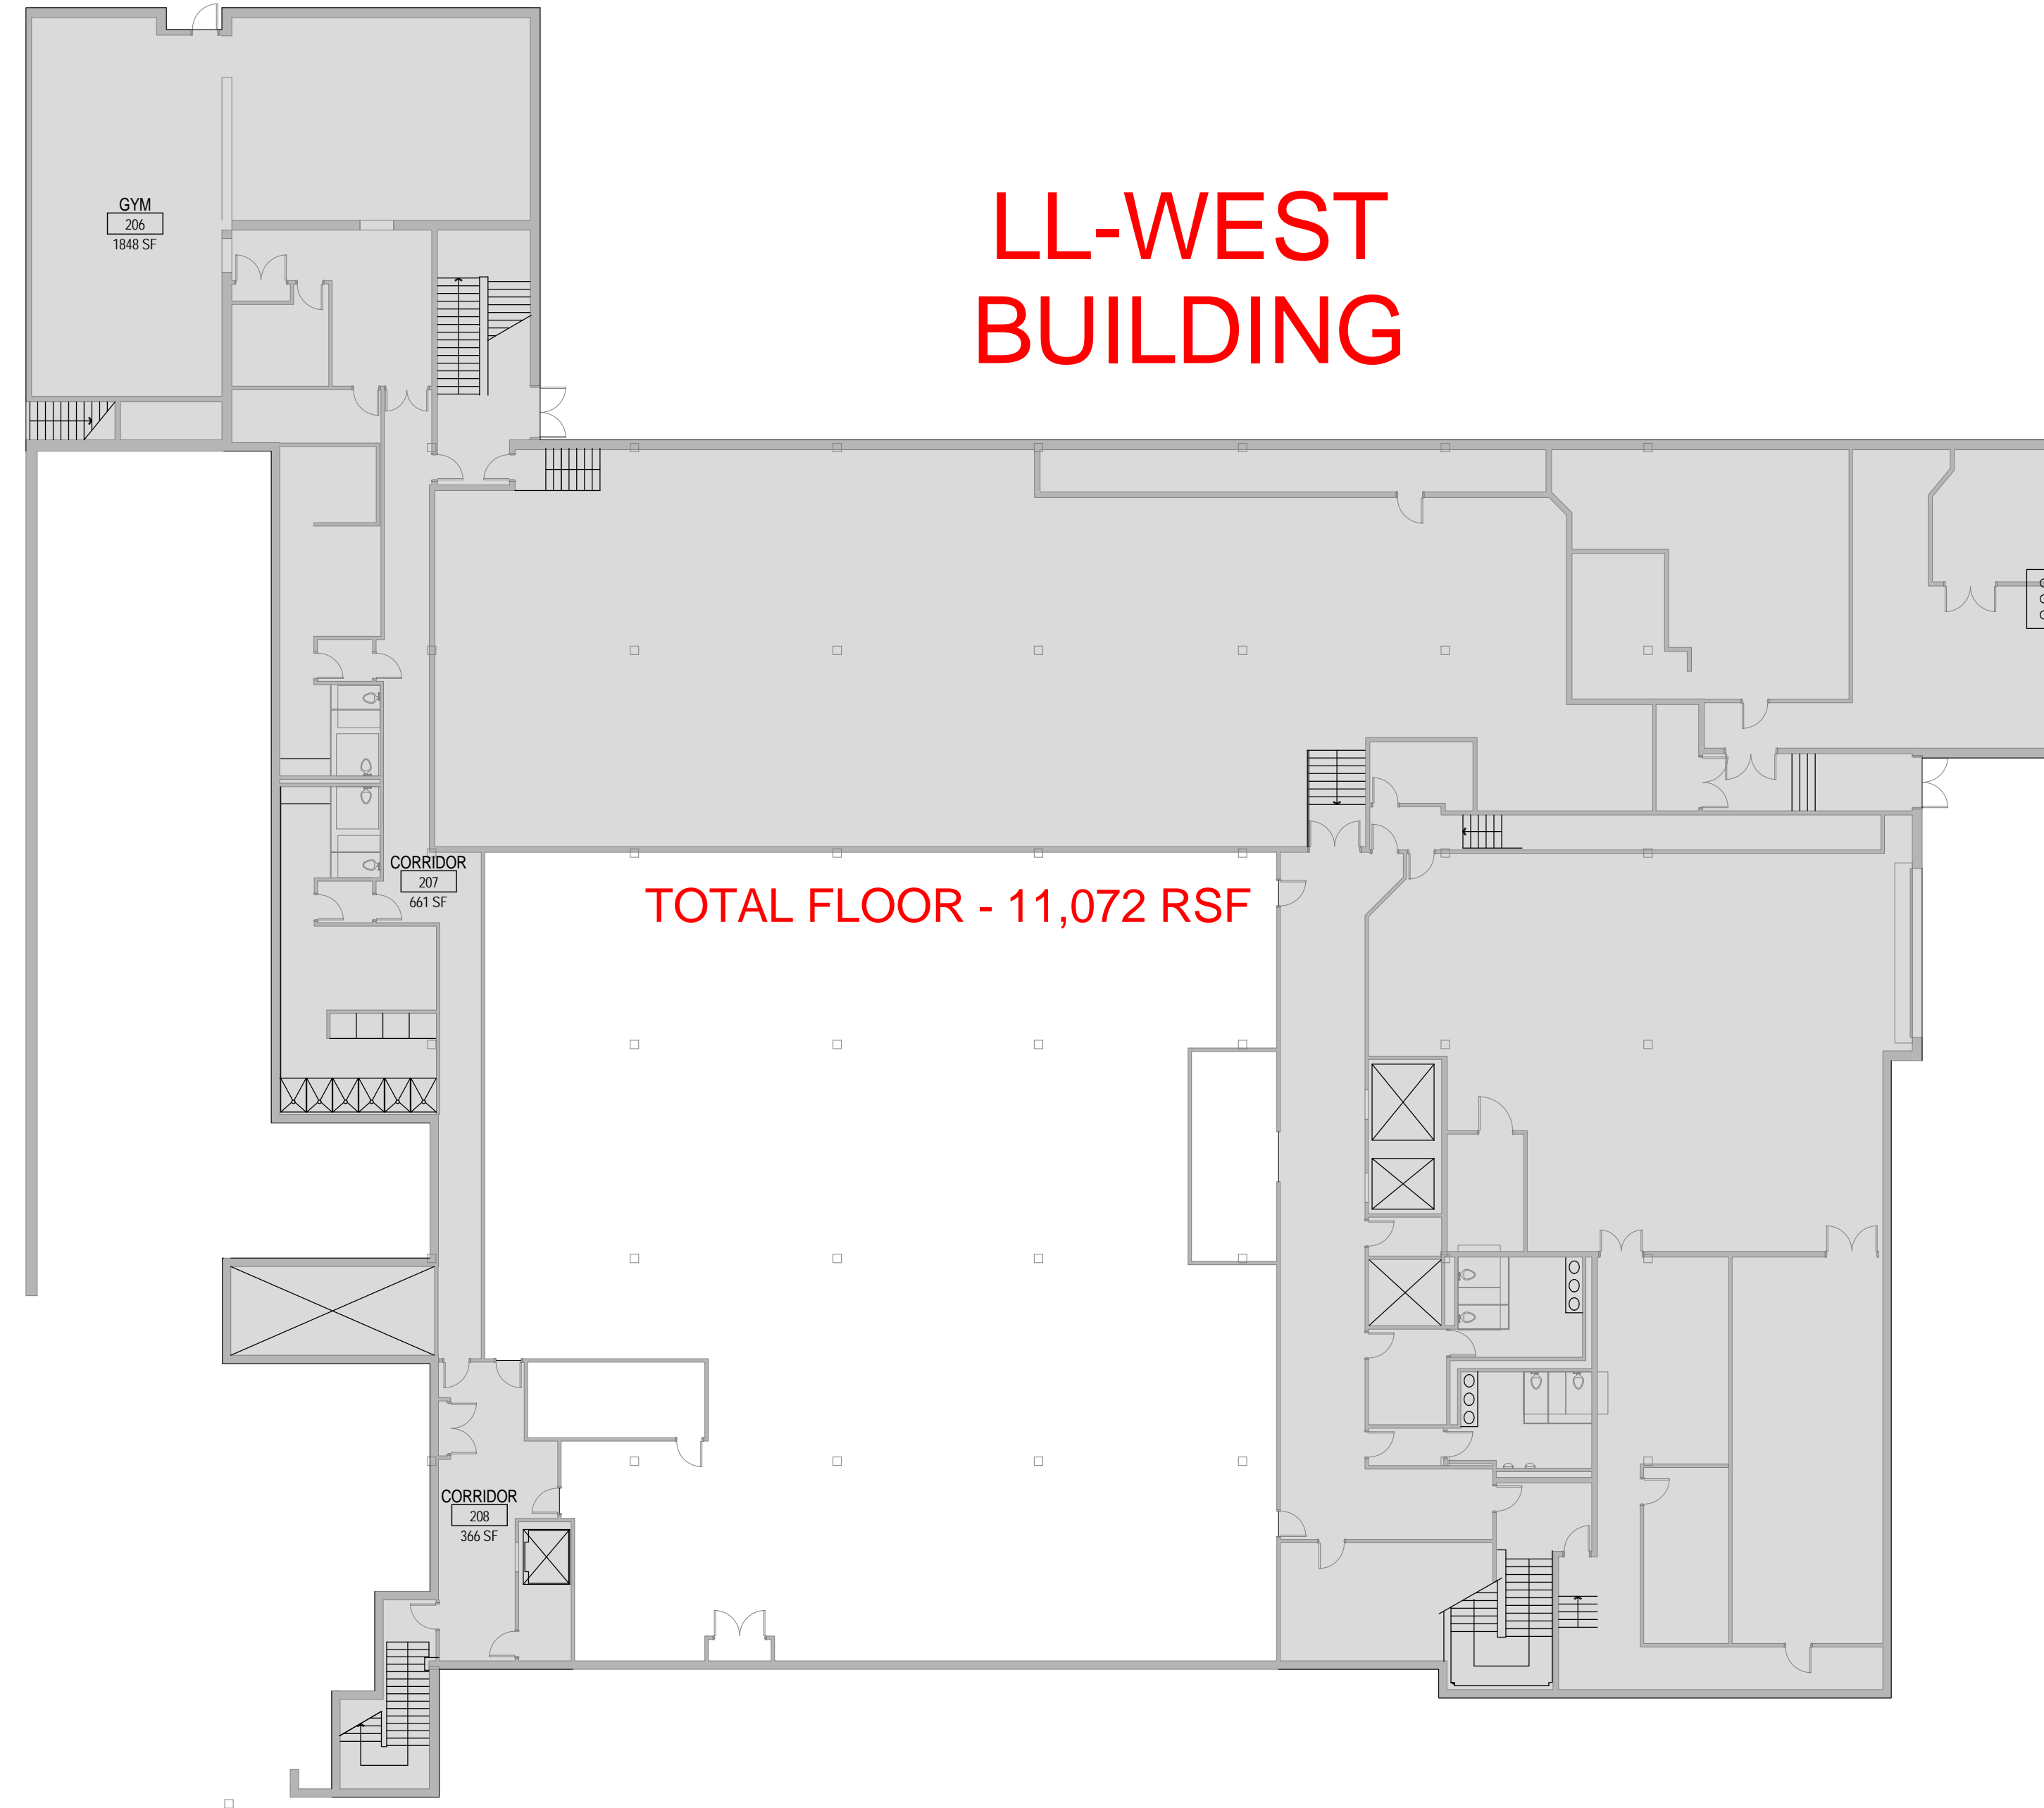 LL-WEST
BUILDING
GYM
206
1848 SF
CORRIDOR
207
661 SF
TOTAL FLOOR - 11,072 RSF
CORRIDOR
208
366 SF